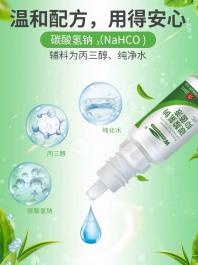 温和配方，用得安心
碳酸氢钠 ,(NaHCO )
辅料为丙三醇、纯净水
纯化水
丙三醇
碳酸氢钠